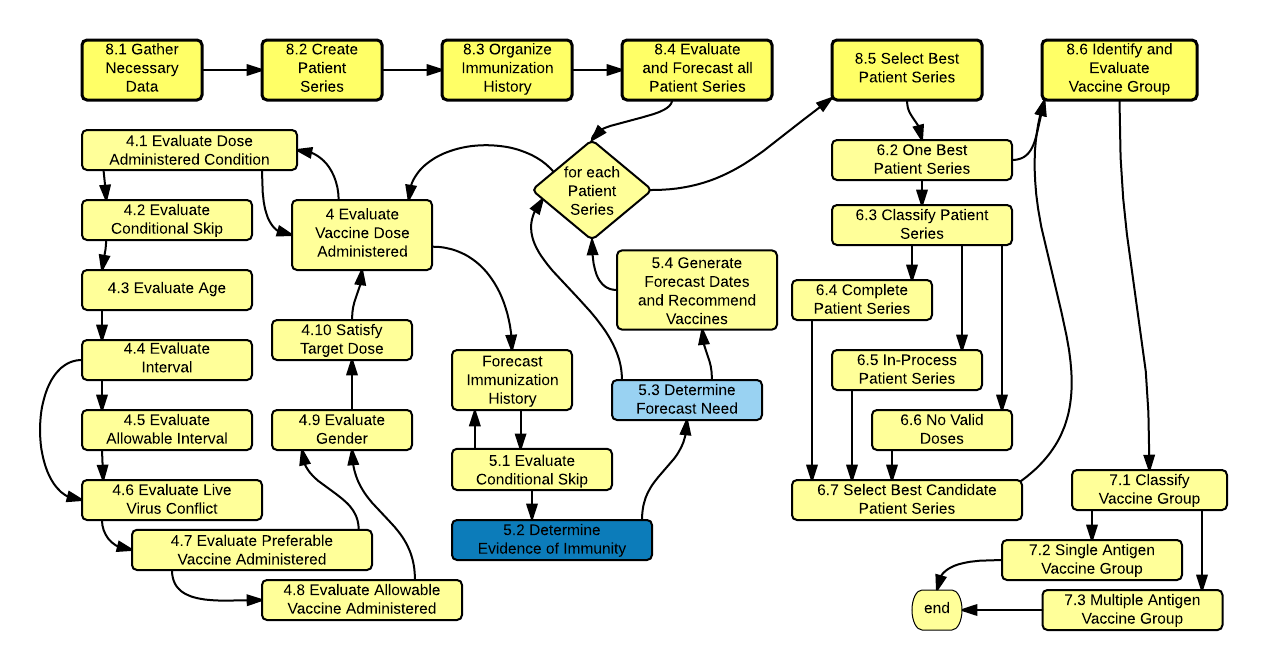 8.1 Gather
Necessary
Data
8.2 Create
Patient
Series
8.3 Organize
Immunization
History
8.4 Evaluate
and Forecast all
Patient Series
8.5 Select Best
Patient Series
8.6 Identify and
Evaluate
Vaccine Group
4.1 Evaluate Dose
Administered Condition
4.2 Evaluate
Conditional Skip
4.3 Evaluate Age
4.4 Evaluate
Interval
4.5 Evaluate
Allowable Interval
4.6 Evaluate Live
Virus Conflict
4.7 Evaluate Preferable
Vaccine Administered
4.8 Evaluate Allowable
Vaccine Administered
4.9 Evaluate
Gender
4.10 Satisfy
Target Dose
4 Evaluate
Vaccine Dose
Administered
for each
Patient
Series
Forecast
Immunization
History
5.1 Evaluate
Conditional Skip
5.2 Determine
Evidence of Immunity
5.3 Determine
Forecast Need
5.4 Generate
Forecast Dates
and Recommend
Vaccines
6.2 One Best
Patient Series
6.3 Classify Patient
Series
6.4 Complete
Patient Series
6.5 In-Process
Patient Series
6.6 No Valid
Doses
6.7 Select Best Candidate
Patient Series
7.1 Classify
Vaccine Group
7.2 Single Antigen
Vaccine Group
7.3 Multiple Antigen
Vaccine Group
end